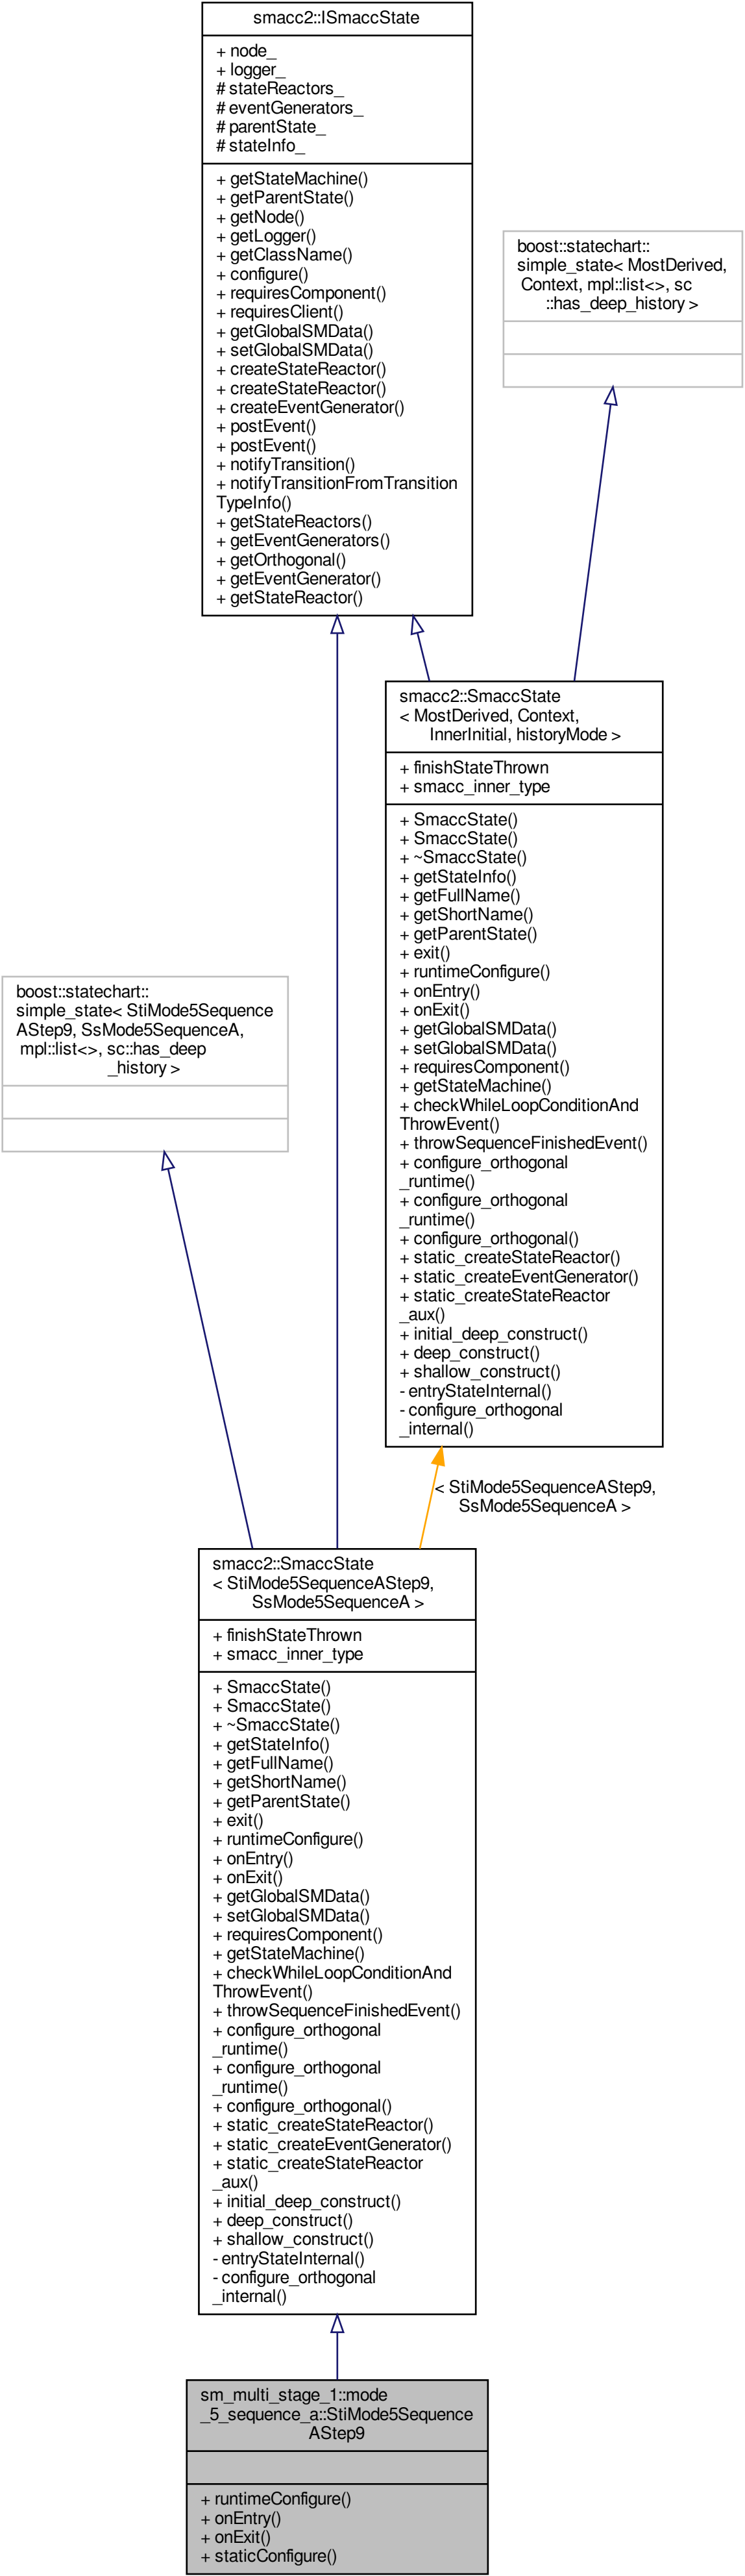 smacc2::ISmaccState
+ node_
+ logger_
# stateReactors_
# eventGenerators_
# parentState_
# stateInfo_
+ getStateMachine()
+ getParentState()
+ getNode()
+ getLogger()
+ getClassName()
+ configure()
+ requiresComponent()
+ requiresClient()
+ getGlobalSMData()
+ setGlobalSMData()
+ createStateReactor()
+ createStateReactor()
+ createEventGenerator()
+ postEvent()
+ postEvent()
+ notifyTransition()
+ notifyTransitionFromTransition
TypeInfo()
+ getStateReactors()
+ getEventGenerators()
+ getOrthogonal()
+ getEventGenerator()
+ getStateReactor()
boost::statechart::
simple_state< MostDerived,
Context, mpl::list<>, sc
::has_deep_history >
smacc2::SmaccState
< MostDerived, Context,
InnerInitial, historyMode >
+ finishStateThrown
+ smacc_inner_type
+ SmaccState()
+ SmaccState()
+ ~SmaccState()
+ getStateInfo()
+ getFullName()
+ getShortName()
+ getParentState()
+ exit()
+ runtimeConfigure()
+ onEntry()
+ onExit()
+ getGlobalSMData()
+ setGlobalSMData()
+ requiresComponent()
+ getStateMachine()
+ checkWhileLoopConditionAnd
ThrowEvent()
+ throwSequenceFinishedEvent()
+ configure_orthogonal
_runtime()
+ configure_orthogonal
_runtime()
+ configure_orthogonal()
+ static_createStateReactor()
+ static_createEventGenerator()
+ static_createStateReactor
_aux()
+ initial_deep_construct()
+ deep_construct()
+ shallow_construct()
- entryStateInternal()
- configure_orthogonal
_internal()
boost::statechart::
simple_state< StiMode5Sequence
AStep9, SsMode5SequenceA,
mpl::list<>, sc::has_deep
_history >
< StiMode5SequenceAStep9,
SsMode5SequenceA >
smacc2::SmaccState
< StiMode5SequenceAStep9,
SsMode5SequenceA >
+ finishStateThrown
+ smacc_inner_type
+ SmaccState()
+ SmaccState()
+ ~SmaccState()
+ getStateInfo()
+ getFullName()
+ getShortName()
+ getParentState()
+ exit()
+ runtimeConfigure()
+ onEntry()
+ onExit()
+ getGlobalSMData()
+ setGlobalSMData()
+ requiresComponent()
+ getStateMachine()
+ checkWhileLoopConditionAnd
ThrowEvent()
+ throwSequenceFinishedEvent()
+ configure_orthogonal
_runtime()
+ configure_orthogonal
_runtime()
+ configure_orthogonal()
+ static_createStateReactor()
+ static_createEventGenerator()
+ static_createStateReactor
_aux()
+ initial_deep_construct()
+ deep_construct()
+ shallow_construct()
- entryStateInternal()
- configure_orthogonal
_internal()
sm_multi_stage_1::mode
_5_sequence_a::StiMode5Sequence
AStep9
+ runtimeConfigure()
+ onEntry()
+ onExit()
+ staticConfigure()